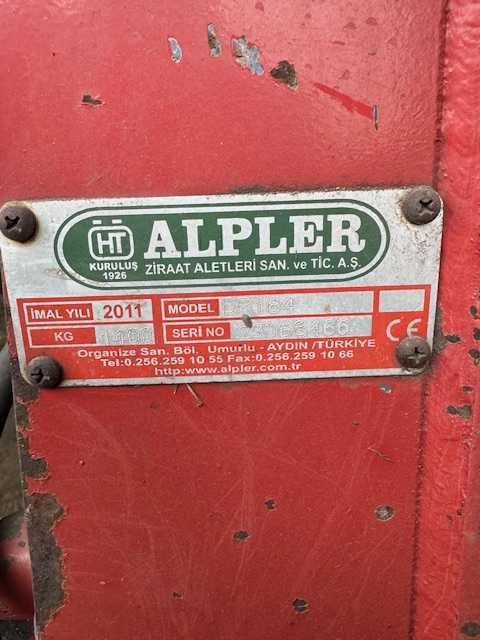 HT
KURULUŞ
1926
ALPLER
ZİRAAT ALETLERİ SAN. ve TİC. A.Ş.
İMAL YILI 2011 MODEL
KG SERİ NO CE
Organize San. Böl. Umurlu - AYDIN /TÜRKİYE
Tel:0.256.259 10 55 Fax:0.256.259 10 66
http:www.alpler.com.tr